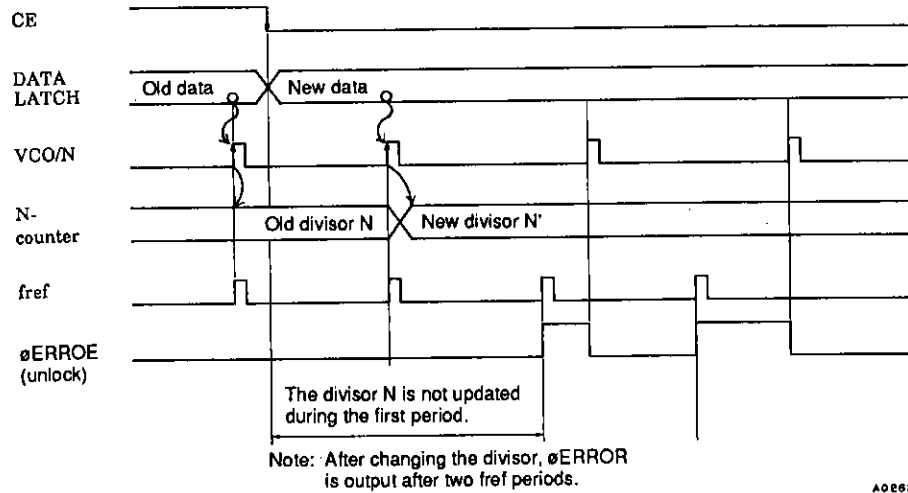 CE
DATA
LATCH
Old data
New data
VCO/N
N-
counter
Old divisor N
New divisor N'
fref
øERROE
(unlock)
The divisor N is not updated
during the first period.
Note: After changing the divisor, øERROR
is output after two fref periods.